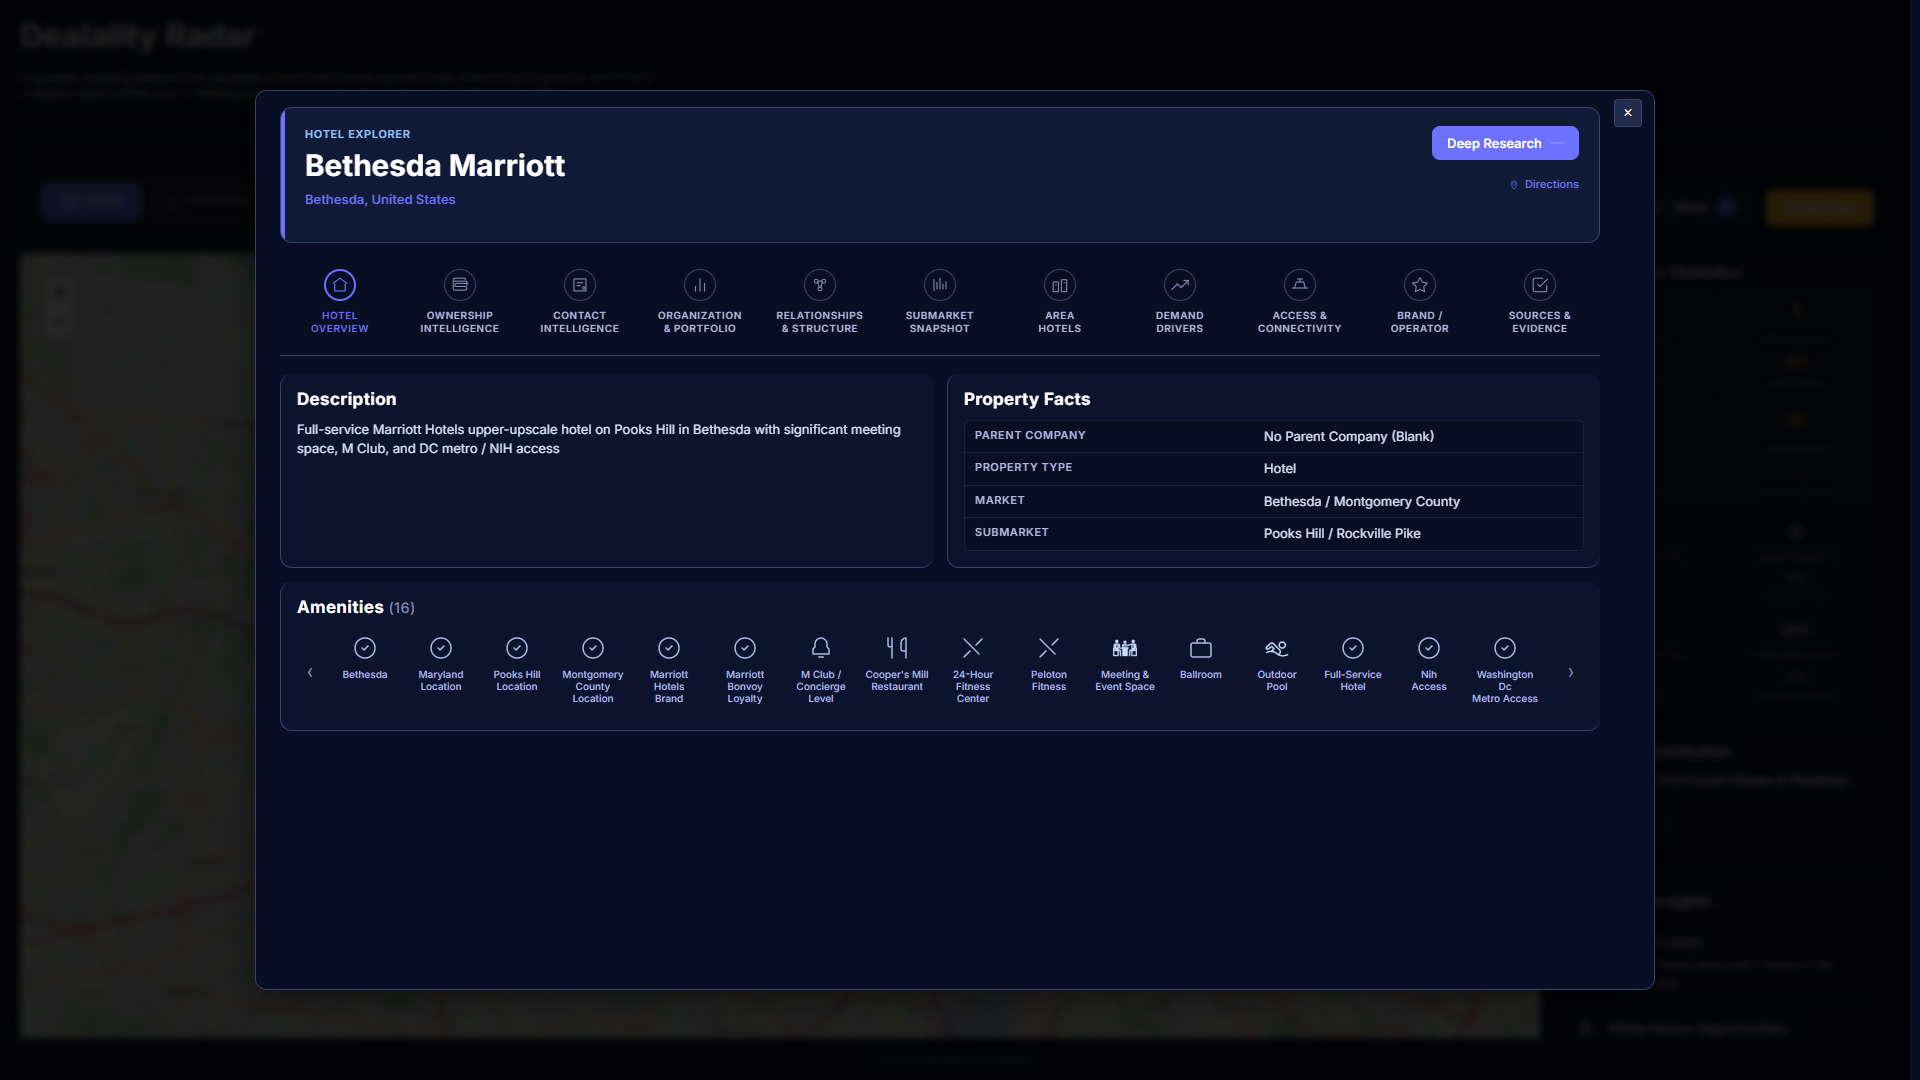 Dealality Radar
×
HOTEL EXPLORER
Bethesda Marriott
Bethesda, United States
Deep Research
Directions
HOTEL
OVERVIEW
OWNERSHIP
INTELLIGENCE
CONTACT
INTELLIGENCE
ORGANIZATION
& PORTFOLIO
RELATIONSHIPS
& STRUCTURE
SUBMARKET
SNAPSHOT
AREA
HOTELS
DEMAND
DRIVERS
ACCESS &
CONNECTIVITY
BRAND /
OPERATOR
SOURCES &
EVIDENCE
Description
Full-service Marriott Hotels upper-upscale hotel on Pooks Hill in Bethesda with significant meeting
space, M Club, and DC metro / NIH access
Property Facts
PARENT COMPANY No Parent Company (Blank)
PROPERTY TYPE Hotel
MARKET Bethesda / Montgomery County
SUBMARKET Pooks Hill / Rockville Pike
Amenities (16)
‹
Bethesda
Maryland
Location
Pooks Hill
Location
Montgomery
County
Location
Marriott
Hotels
Brand
Marriott
Bonvoy
Loyalty
M Club /
Concierge
Level
Cooper's Mill
Restaurant
24-Hour
Fitness
Center
Peloton
Fitness
Meeting &
Event Space
Ballroom
Outdoor
Pool
Full-Service
Hotel
Nih
Access
Washington
Dc
Metro Access
›